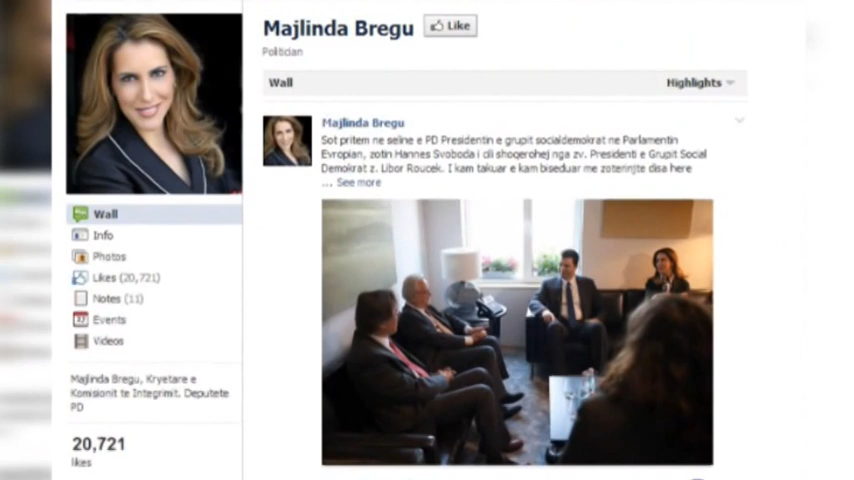 Majlinda Bregu
Like
Politician
Wall
Highlights
Majlinda Bregu
Sot pritem ne seline e PD Presidentin e grupit socialdemokrat ne Parlamentin
Evropian, zotin Hannes Svoboda i cili shoqerohej nga zv. Presidenti e Grupit Social
Demokrat z. Libor Roucek. I kam takuar e kam biseduar me zoterinjte disa here
... See more
Wall
Info
Photos
Likes (20,721)
Notes (11)
Events
Videos
Majlinda Bregu, Kryetare e
Komisionit te Integrimit. Deputete
PD
20,721
likes